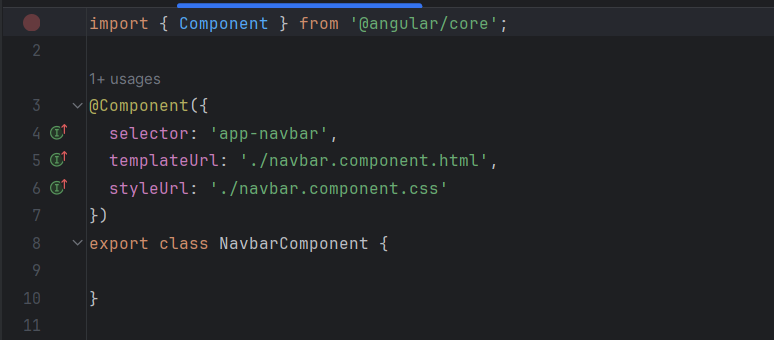 import { Component } from '@angular/core';
2
1+ usages
3 @Component({
4 selector: 'app-navbar',
5 templateUrl: './navbar.component.html',
6 styleUrl: './navbar.component.css'
7 })
8 export class NavbarComponent {
9
10 }
11